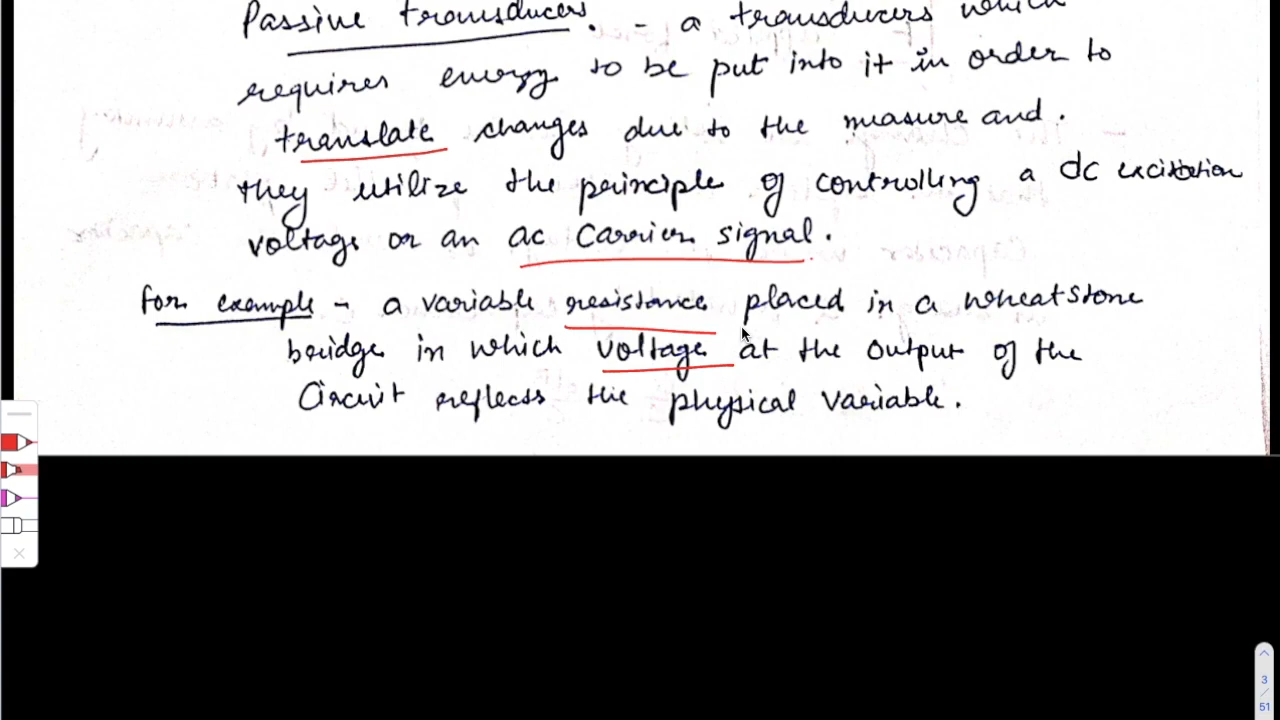 Passive transducers. - a transducers which
requires energy to be put into it in order to
translate changes due to the measure and.
they utilize the principle of controlling a dc excitation
voltage or an ac carrier signal.
for example - a variable resistance placed in a wheatstone
bridge in which voltage at the output of the
Circuit reflects the physical variable.
3
/
51